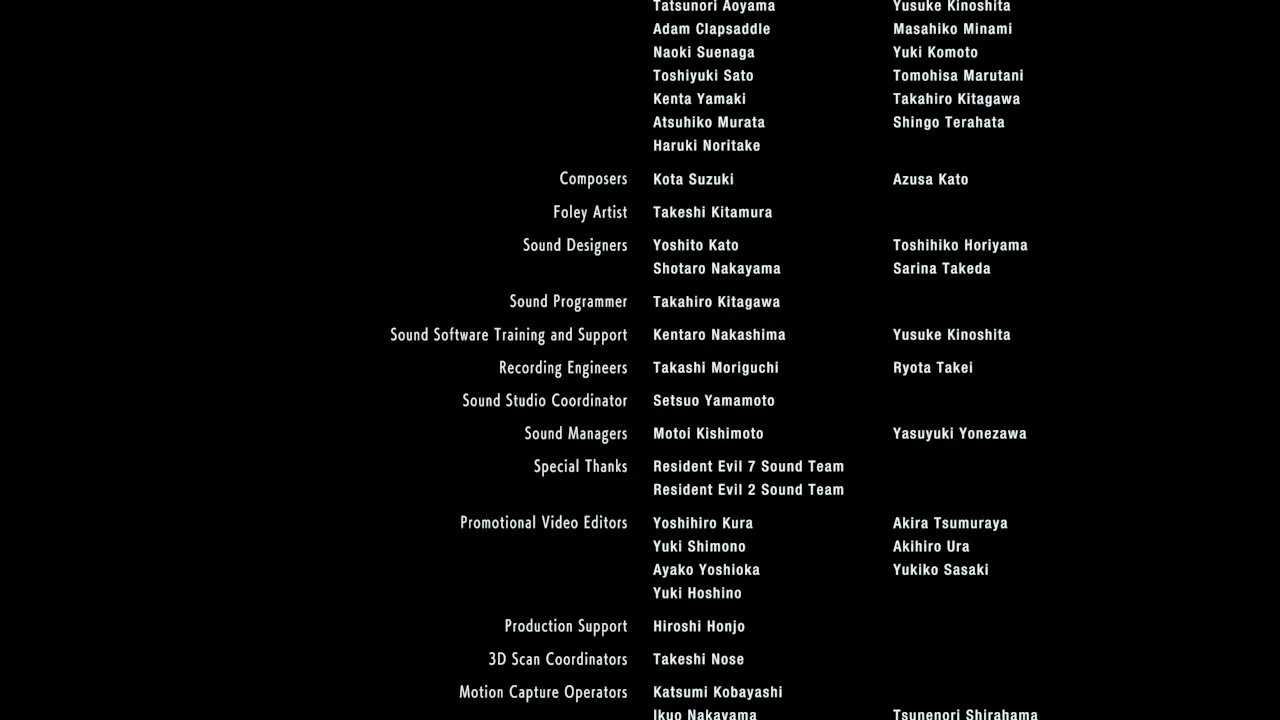 Tatsunori Aoyama Yusuke Kinoshita
Adam Clapsaddle Masahiko Minami
Naoki Suenaga Yuki Komoto
Toshiyuki Sato Tomohisa Marutani
Kenta Yamaki Takahiro Kitagawa
Atsuhiko Murata Shingo Terahata
Haruki Noritake
Composers Kota Suzuki Azusa Kato
Foley Artist Takeshi Kitamura
Sound Designers Yoshito Kato Toshihiko Horiyama
Shotaro Nakayama Sarina Takeda
Sound Programmer Takahiro Kitagawa
Sound Software Training and Support Kentaro Nakashima Yusuke Kinoshita
Recording Engineers Takashi Moriguchi Ryota Takei
Sound Studio Coordinator Setsuo Yamamoto
Sound Managers Motoi Kishimoto Yasuyuki Yonezawa
Special Thanks Resident Evil 7 Sound Team
Resident Evil 2 Sound Team
Promotional Video Editors Yoshihiro Kura Akira Tsumuraya
Yuki Shimono Akihiro Ura
Ayako Yoshioka Yukiko Sasaki
Yuki Hoshino
Production Support Hiroshi Honjo
3D Scan Coordinators Takeshi Nose
Motion Capture Operators Katsumi Kobayashi
Ikuo Nakayama Tsunenori Shirahama